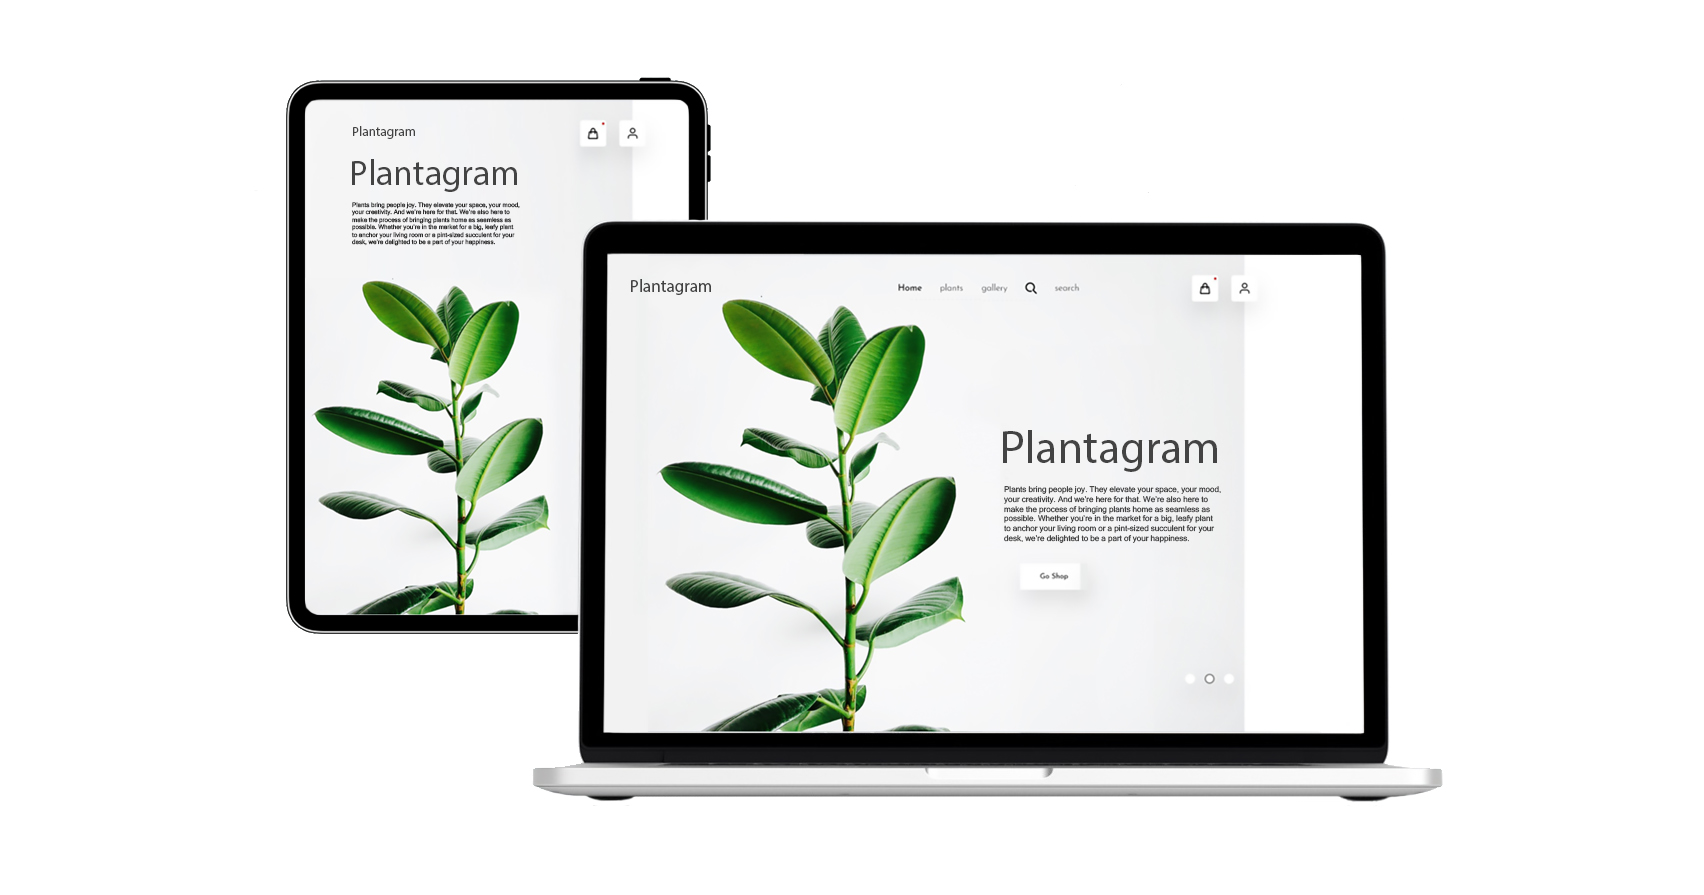 Plantagram
Plantagram
Plants bring people joy. They elevate your space, your mood,
your creativity. And we're here for that. We're also here to
make the process of bringing plants home as seamless as
possible. Whether you're in the market for a big, leafy plant
to anchor your living room or a pint-sized succulent for your
desk, we're delighted to be a part of your happiness.
Plantagram
Home plants gallery search
Plantagram
Plants bring people joy. They elevate your space, your mood,
your creativity. And we're here for that. We're also here to
make the process of bringing plants home as seamless as
possible. Whether you're in the market for a big, leafy plant
to anchor your living room or a pint-sized succulent for your
desk, we're delighted to be a part of your happiness.
Go Shop